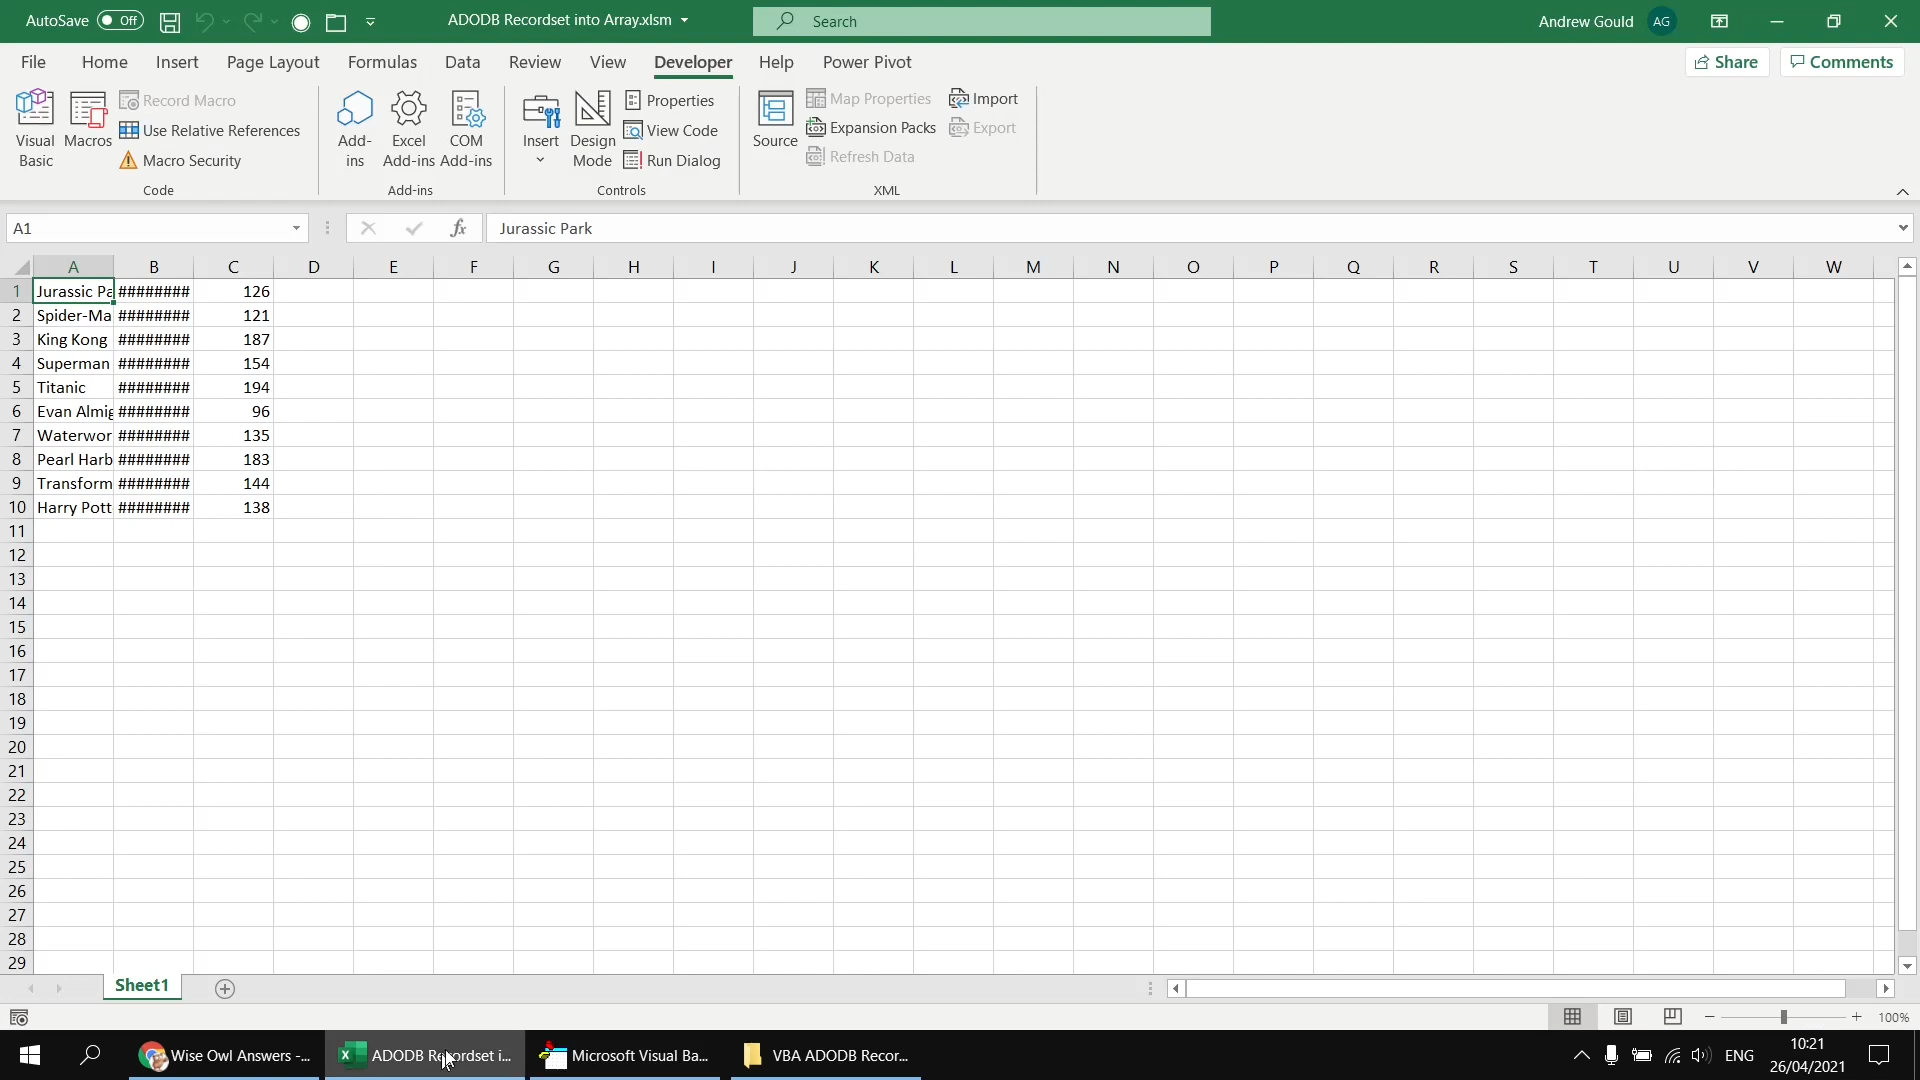 AutoSave Off ADODB Recordset into Array.xlsm Search Andrew Gould AG
File Home Insert Page Layout Formulas Data Review View Developer Help Power Pivot Share Comments
Visual Basic
Macros
Record Macro
Use Relative References
Macro Security
Code
Add-ins
Excel Add-ins
COM Add-ins
Add-ins
Insert
Design Mode
Properties
View Code
Run Dialog
Controls
Source
Map Properties
Expansion Packs
Refresh Data
Import
Export
XML
A1 fx Jurassic Park
A B C D E F G H I J K L M N O P Q R S T U V W
1 Jurassic Pa ######## 126
2 Spider-Ma ######## 121
3 King Kong ######## 187
4 Superman ######## 154
5 Titanic ######## 194
6 Evan Almig ######## 96
7 Waterwor ######## 135
8 Pearl Harb ######## 183
9 Transform ######## 144
10 Harry Pott ######## 138
11
12
13
14
15
16
17
18
19
20
21
22
23
24
25
26
27
28
29
Sheet1
100%
Wise Owl Answers -... ADODB Recordset i... Microsoft Visual Ba... VBA ADODB Recor... ENG 10:21
26/04/2021